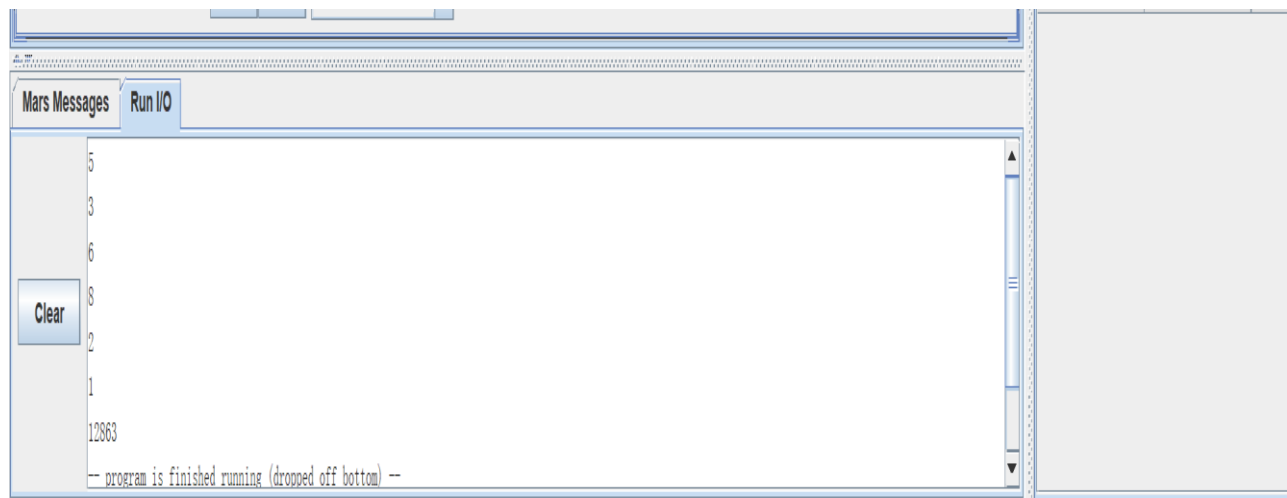 Mars Messages
Run I/O
Clear
5
3
6
8
2
1
12863
-- program is finished running (dropped off bottom) --